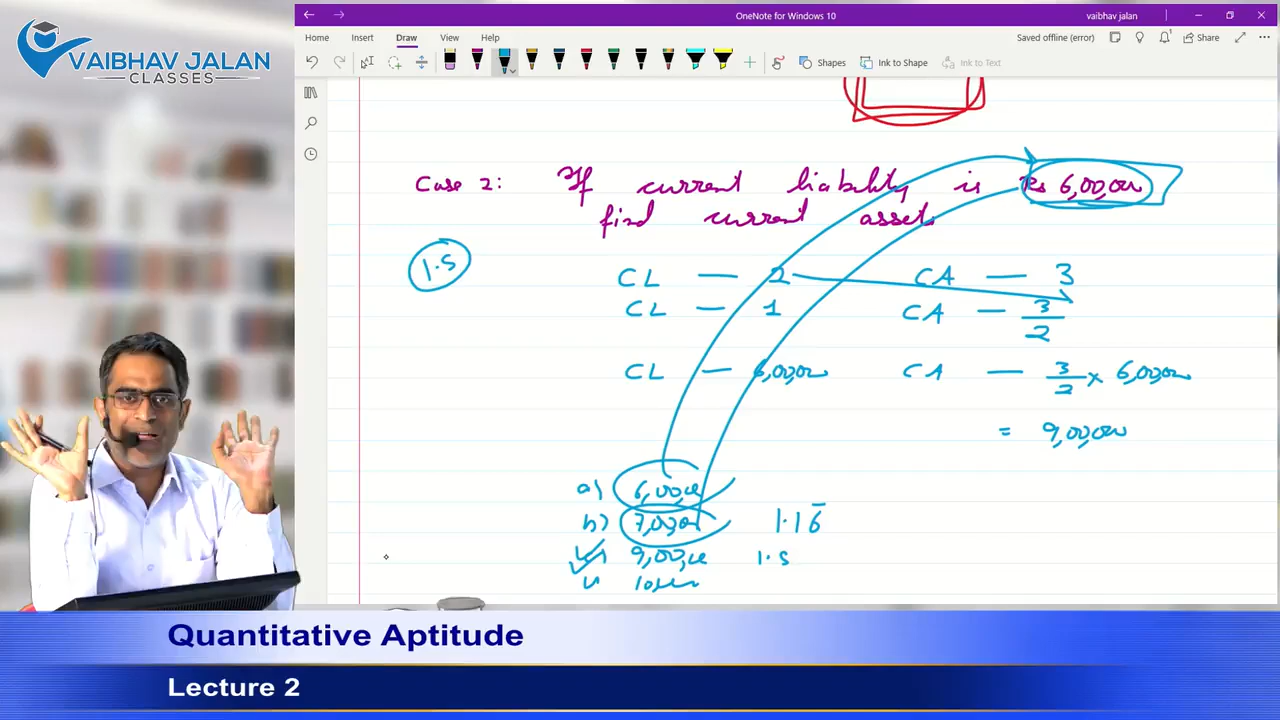 VAIBHAV JALAN
CLASSES
OneNote for Windows 10
vaibhav jalan
Home Insert Draw View Help
Saved offline (error)
Share
Shapes
Ink to Shape
Ink to Text
Case 2: If current liability is Rs 6,00,000
find current assets
1.5
CL — 2 CA — 3
CL — 1 CA — 3/2
CL — 6,00,000 CA — 3/2 × 6,00,000
= 9,00,000
a) 6,00,000
b) 7,00,000 1.16̅
9,00,000 1.5
Quantitative Aptitude
Lecture 2